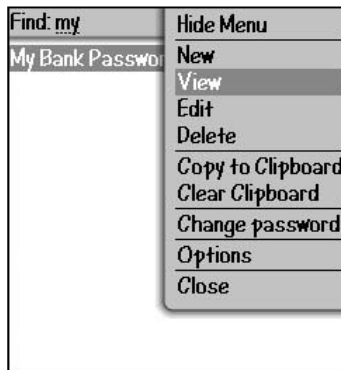 Find: my
My Bank Passwor
Hide Menu
New
View
Edit
Delete
Copy to Clipboard
Clear Clipboard
Change password
Options
Close